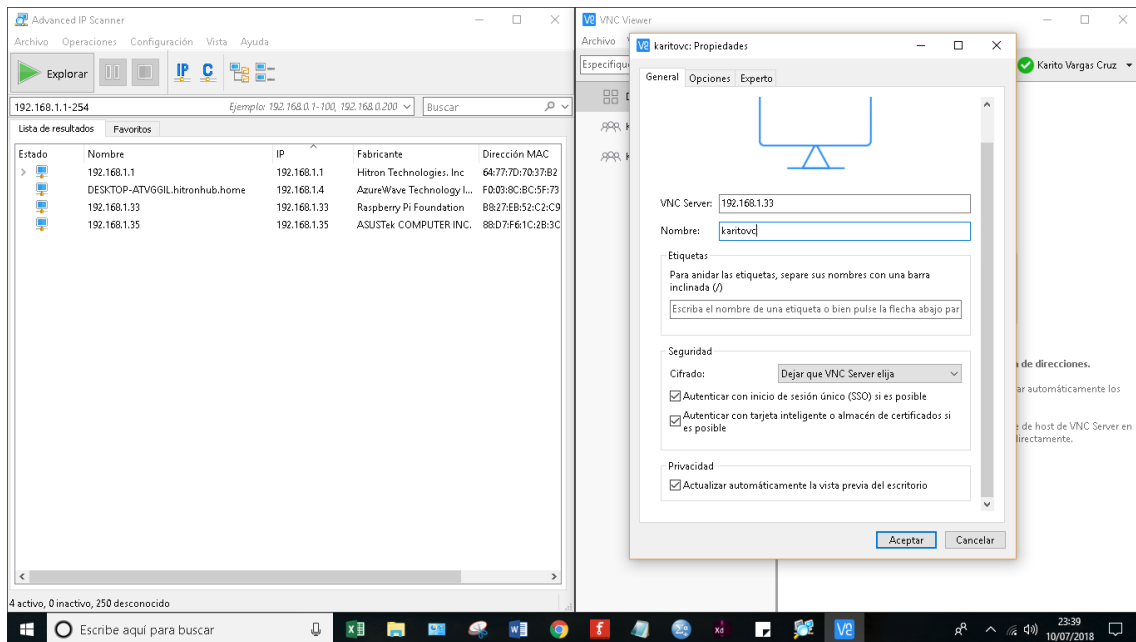 Advanced IP Scanner
Archivo Operaciones Configuración Vista Ayuda
Explorar
IP C
192.168.1.1-254 Ejemplo: 192.168.0.1-100, 192.168.0.200 Buscar
Lista de resultados Favoritos
Estado Nombre IP Fabricante Dirección MAC
192.168.1.1 192.168.1.1 Hitron Technologies. Inc 64:77:7D:70:37:B2
DESKTOP-ATVGGIL.hitronhub.home 192.168.1.4 AzureWave Technology I... F0:03:8C:BC:5F:73
192.168.1.33 192.168.1.33 Raspberry Pi Foundation B8:27:EB:52:C2:C9
192.168.1.35 192.168.1.35 ASUSTek COMPUTER INC. 88:D7:F6:1C:2B:3C
4 activo, 0 inactivo, 250 desconocido
VNC Viewer
Archivo
Especifiqu
Karito Vargas Cruz
karitovc: Propiedades
General Opciones Experto
VNC Server: 192.168.1.33
Nombre: karitovc
Etiquetas
Para anidar las etiquetas, separe sus nombres con una barra
inclinada (/)
Escriba el nombre de una etiqueta o bien pulse la flecha abajo par
Seguridad
Cifrado: Dejar que VNC Server elija
Autenticar con inicio de sesión único (SSO) si es posible
Autenticar con tarjeta inteligente o almacén de certificados si
es posible
Privacidad
Actualizar automáticamente la vista previa del escritorio
Aceptar Cancelar
de direcciones.
ar automáticamente los
e de host de VNC Server en
directamente.
Escribe aquí para buscar
23:39
10/07/2018